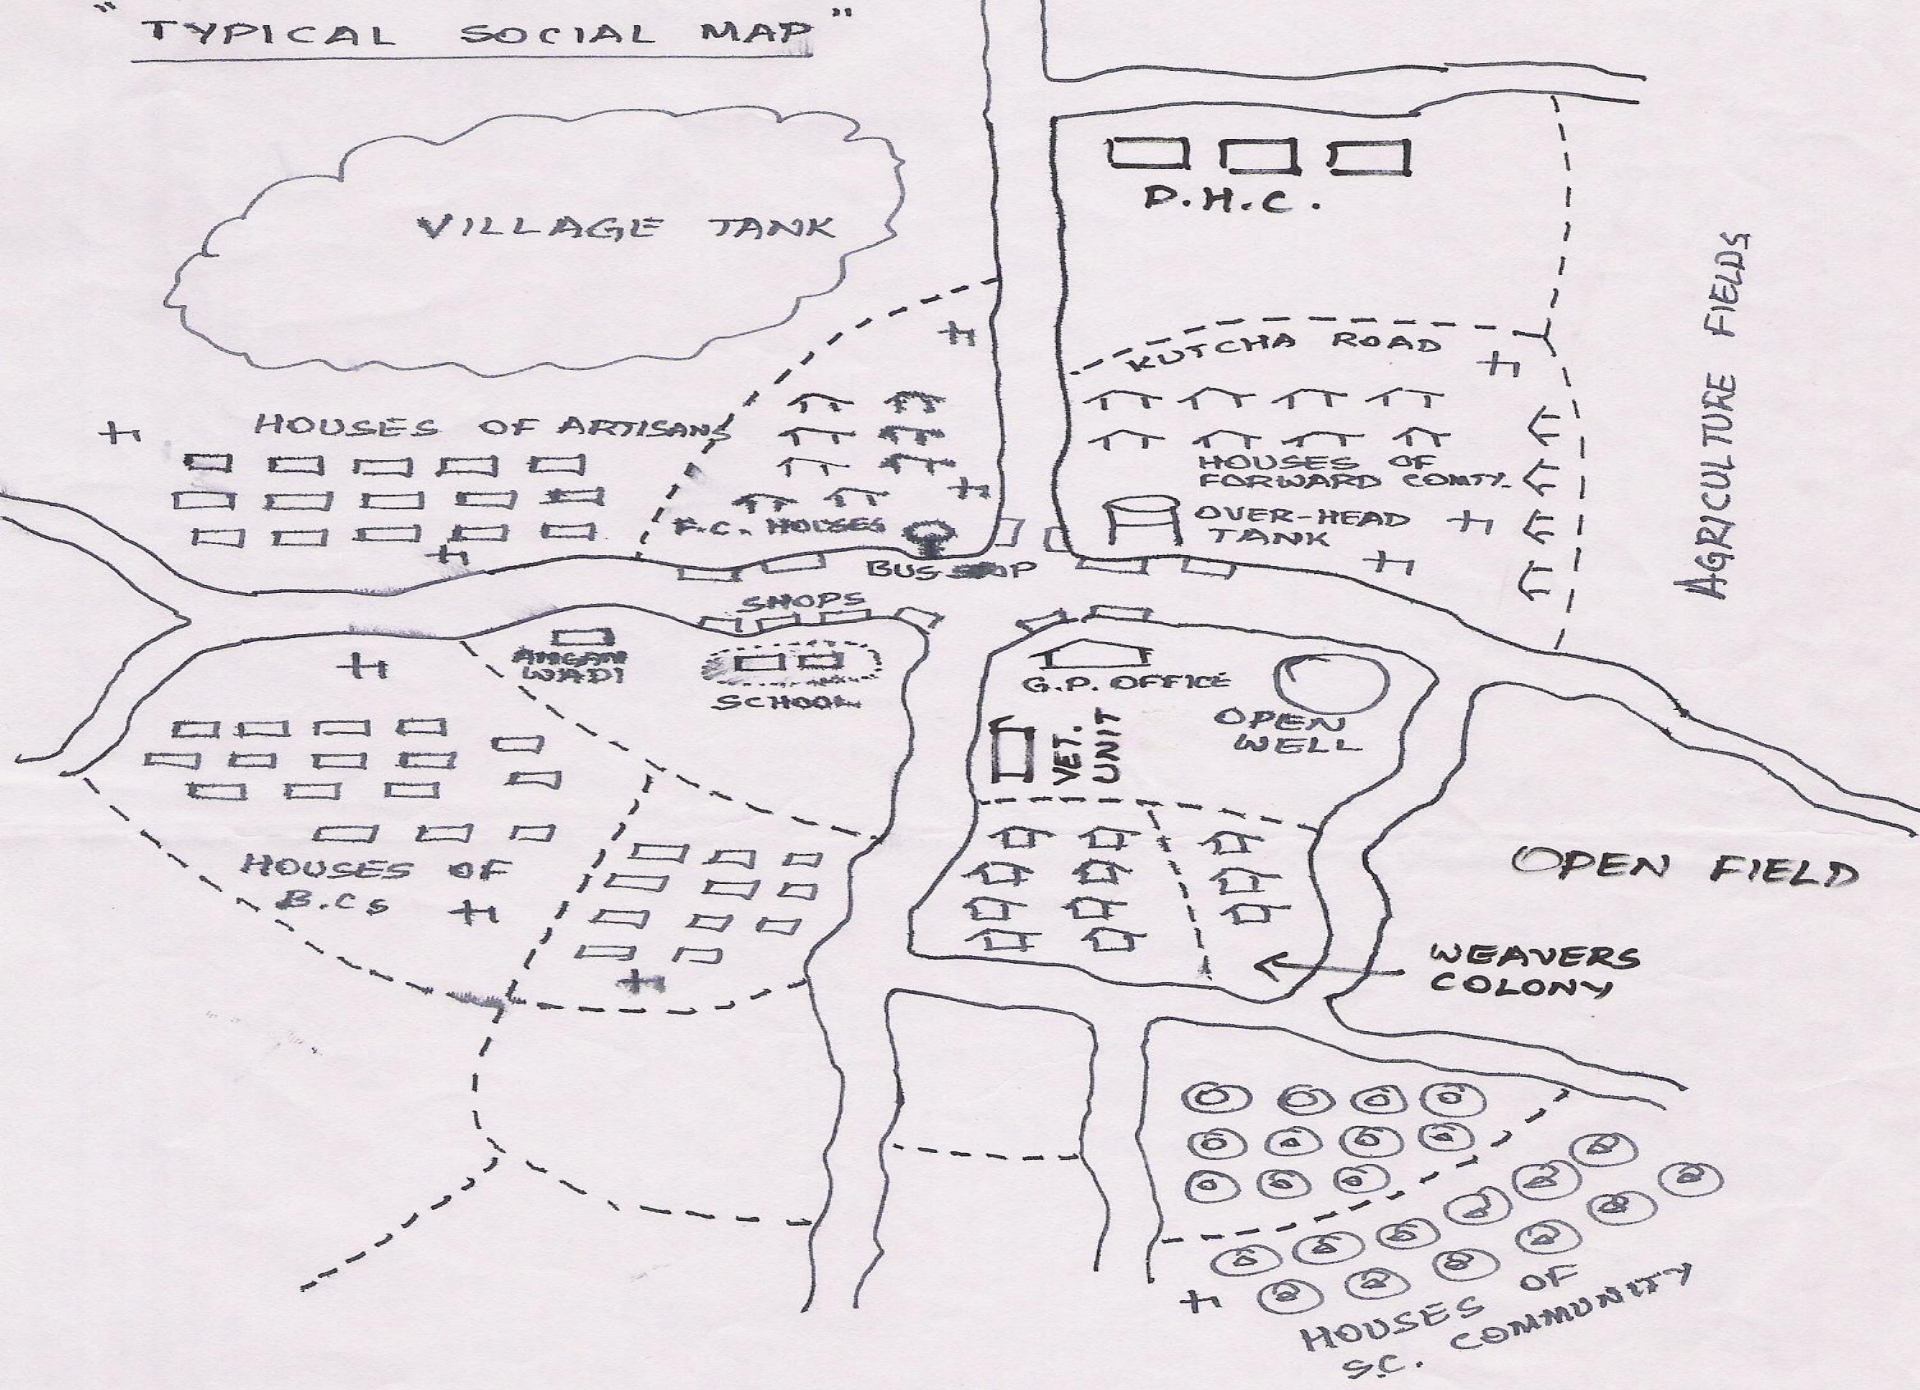 "TYPICAL SOCIAL MAP"
VILLAGE TANK
P.H.C.
AGRICULTURE FIELDS
KUTCHA ROAD
HOUSES OF ARTISANS
HOUSES OF
FORWARD COMTY.
F.C. HOUSES
OVER-HEAD
TANK
BUS STOP
SHOPS
ANGAN
WADI
SCHOOL
G.P. OFFICE
OPEN
WELL
VET.
UNIT
HOUSES OF
B.Cs
OPEN FIELD
WEAVERS
COLONY
HOUSES OF
S.C. COMMUNITY